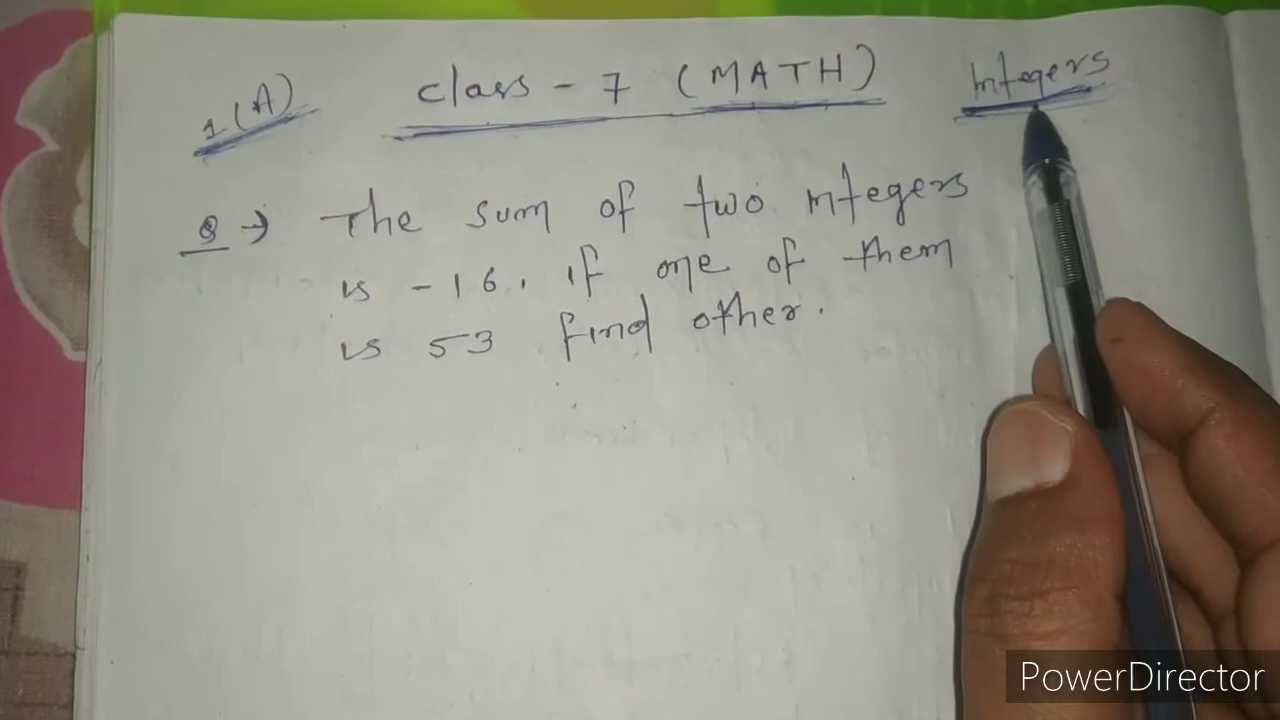 1(A) Class - 7 (MATH) Integers
Q → The sum of two integers
is -16. if one of them
is 53 find other.
PowerDirector